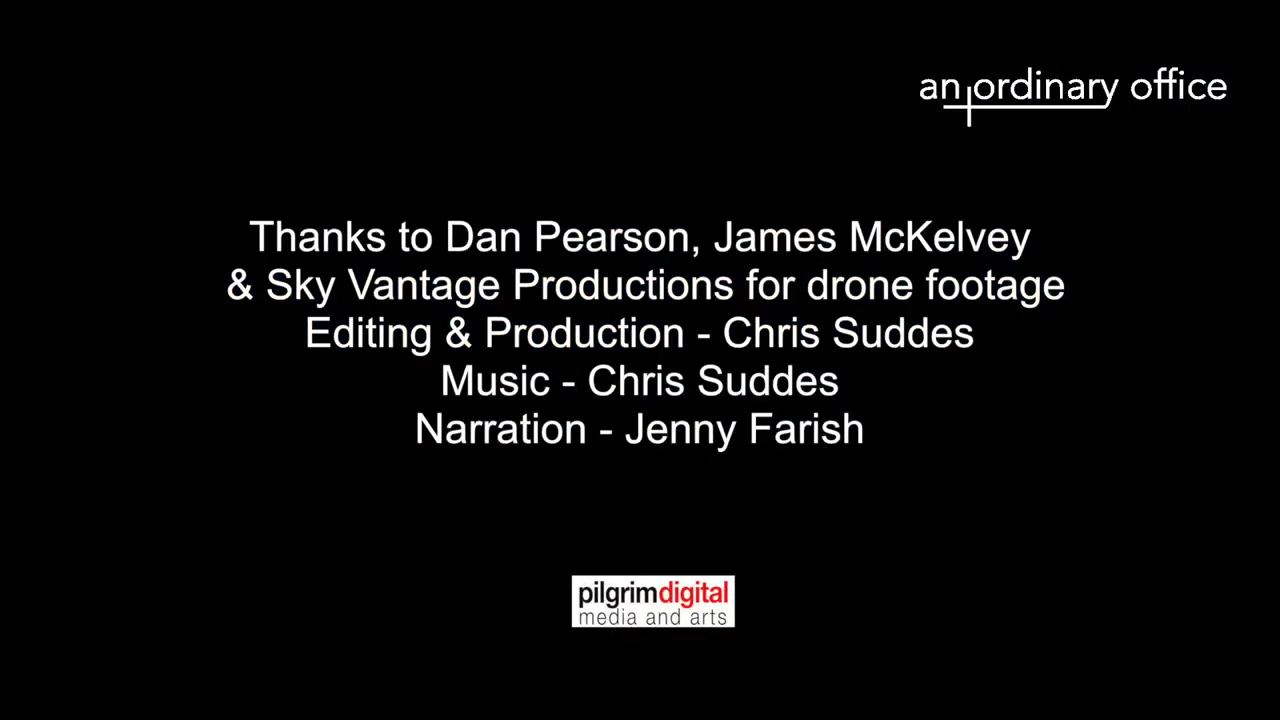 an ordinary office
Thanks to Dan Pearson, James McKelvey
& Sky Vantage Productions for drone footage
Editing & Production - Chris Suddes
Music - Chris Suddes
Narration - Jenny Farish
pilgrimdigital
media and arts